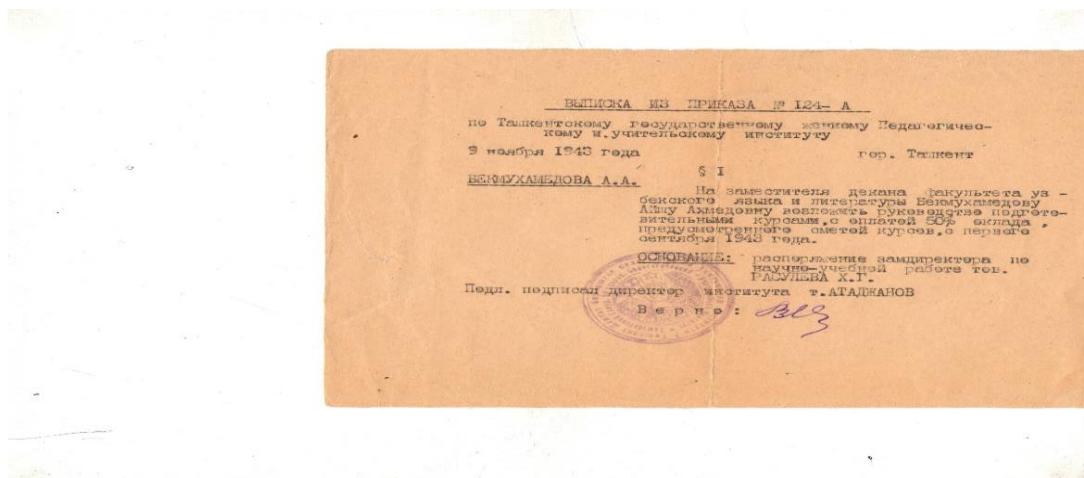 ВЫПИСКА ИЗ ПРИКАЗА № 124- А
по Ташкентскому государственному женкому Педагогичес-
кому и.учительскому институту
9 ноября 1943 года гор. Ташкент
§ I
БЕКМУХАМЕДОВА А.А.
На заместителя декана факультета уз -
бекского языка и литературы Бекмухамедову
Айшу Ахмедовну возложить руководство подгото-
вительными курсами,с оплатой 50% оклада ,
предусмотренного сметой курсов,с первого
сентября 1943 года.
ОСНОВАНИЕ: распоряжение замдиректора по
научно-учебной работе тов.
РАСУЛЕВА Х.Г.
Подл. подписал директор института т.АТАДЖАНОВ
Верно: